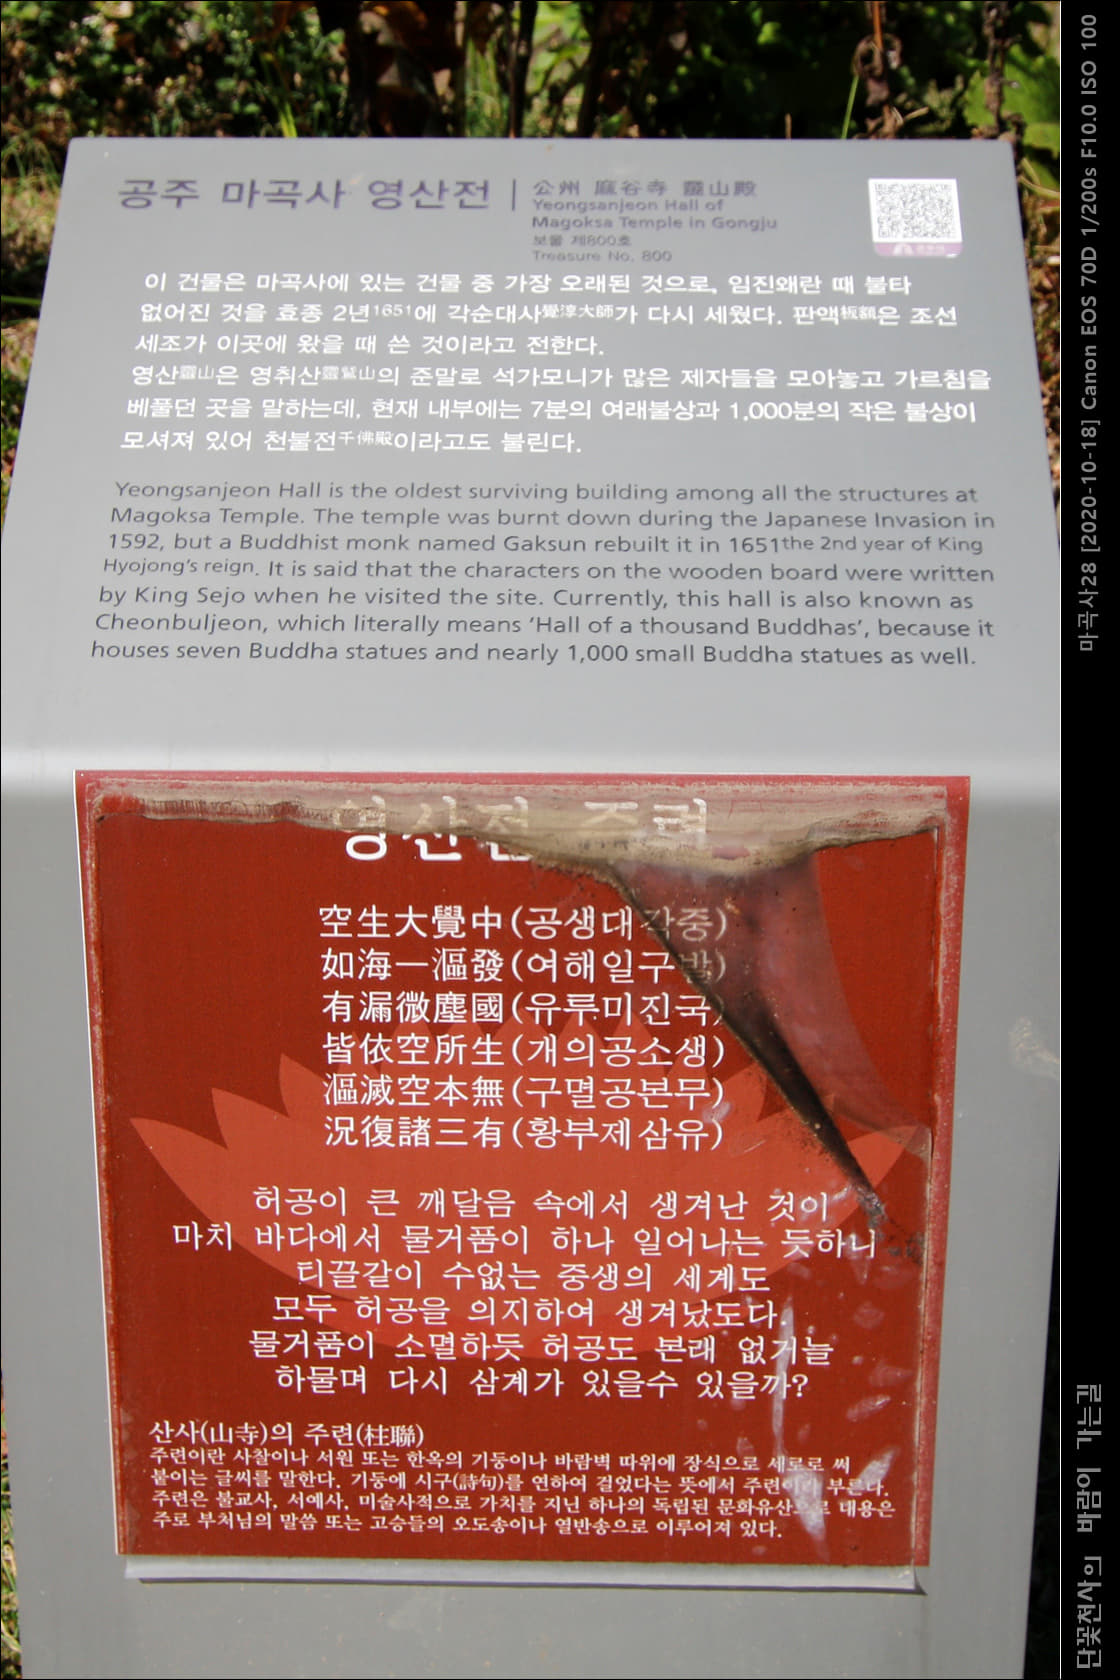 공주 마곡사 영산전
公州 麻谷寺 靈山殿
Yeongsanjeon Hall of
Magoksa Temple in Gongju
보물 제800호
Treasure No. 800
이 건물은 마곡사에 있는 건물 중 가장 오래된 것으로, 임진왜란 때 불타
없어진 것을 효종 2년1651에 각순대사覺淳大師가 다시 세웠다. 판액板額은 조선
세조가 이곳에 왔을 때 쓴 것이라고 전한다.
영산靈山은 영취산靈鷲山의 준말로 석가모니가 많은 제자들을 모아놓고 가르침을
베풀던 곳을 말하는데, 현재 내부에는 7분의 여래불상과 1,000분의 작은 불상이
모셔져 있어 천불전千佛殿이라고도 불린다.
Yeongsanjeon Hall is the oldest surviving building among all the structures at
Magoksa Temple. The temple was burnt down during the Japanese Invasion in
1592, but a Buddhist monk named Gaksun rebuilt it in 1651the 2nd year of King
Hyojong's reign. It is said that the characters on the wooden board were written
by King Sejo when he visited the site. Currently, this hall is also known as
Cheonbuljeon, which literally means 'Hall of a thousand Buddhas', because it
houses seven Buddha statues and nearly 1,000 small Buddha statues as well.
영산전 주련
空生大覺中(공생대각중)
如海一漚發(여해일구발)
有漏微塵國(유루미진국)
皆依空所生(개의공소생)
漚滅空本無(구멸공본무)
況復諸三有(황부제삼유)
허공이 큰 깨달음 속에서 생겨난 것이
마치 바다에서 물거품이 하나 일어나는 듯하니
티끌같이 수없는 중생의 세계도
모두 허공을 의지하여 생겨났도다.
물거품이 소멸하듯 허공도 본래 없거늘
하물며 다시 삼계가 있을수 있을까?
산사(山寺)의 주련(柱聯)
주련이란 사찰이나 서원 또는 한옥의 기둥이나 바람벽 따위에 장식으로 세로로 써
붙이는 글씨를 말한다. 기둥에 시구(詩句)를 연하여 걸었다는 뜻에서 주련이라 부른다.
주련은 불교사, 서예사, 미술사적으로 가치를 지닌 하나의 독립된 문화유산으로 내용은
주로 부처님의 말씀 또는 고승들의 오도송이나 열반송으로 이루어져 있다.
마곡사28 [2020-10-18] Canon EOS 70D 1/200s F10.0 ISO 100
단꽃천사의 바람이 가는길